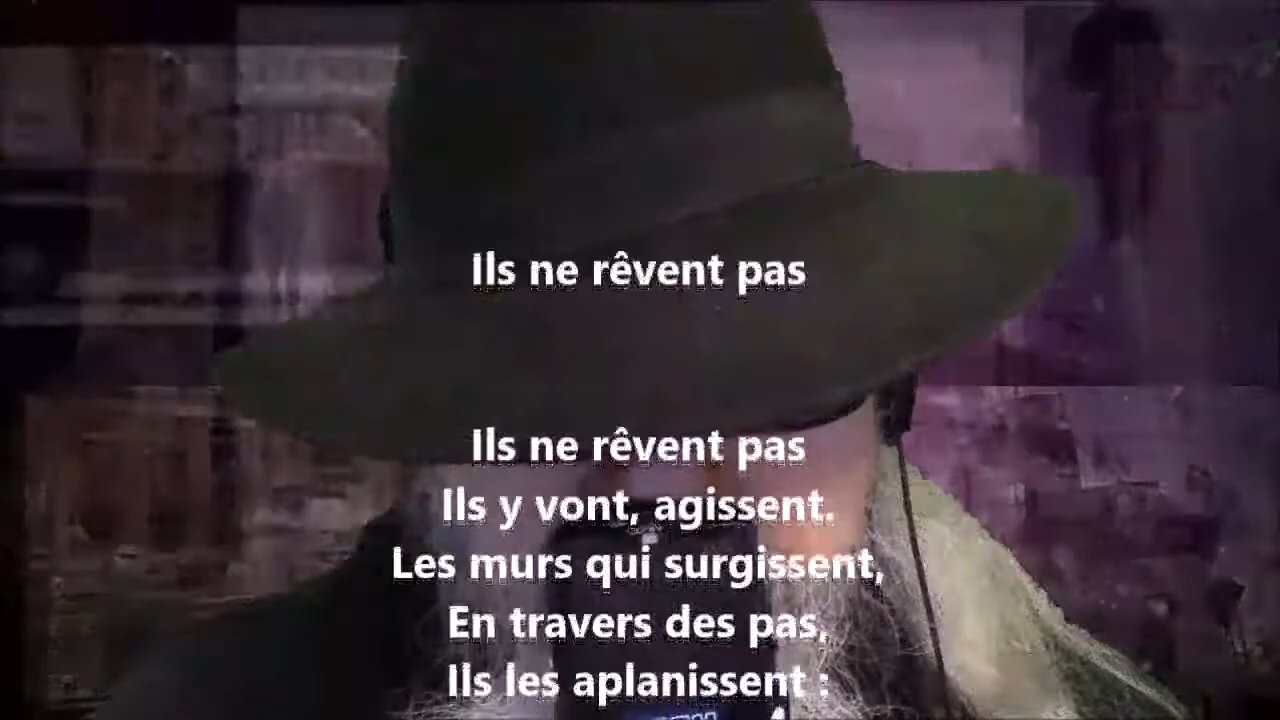 Ils ne rêvent pas
Ils ne rêvent pas
Ils y vont, agissent.
Les murs qui surgissent,
En travers des pas,
Ils les aplanissent :